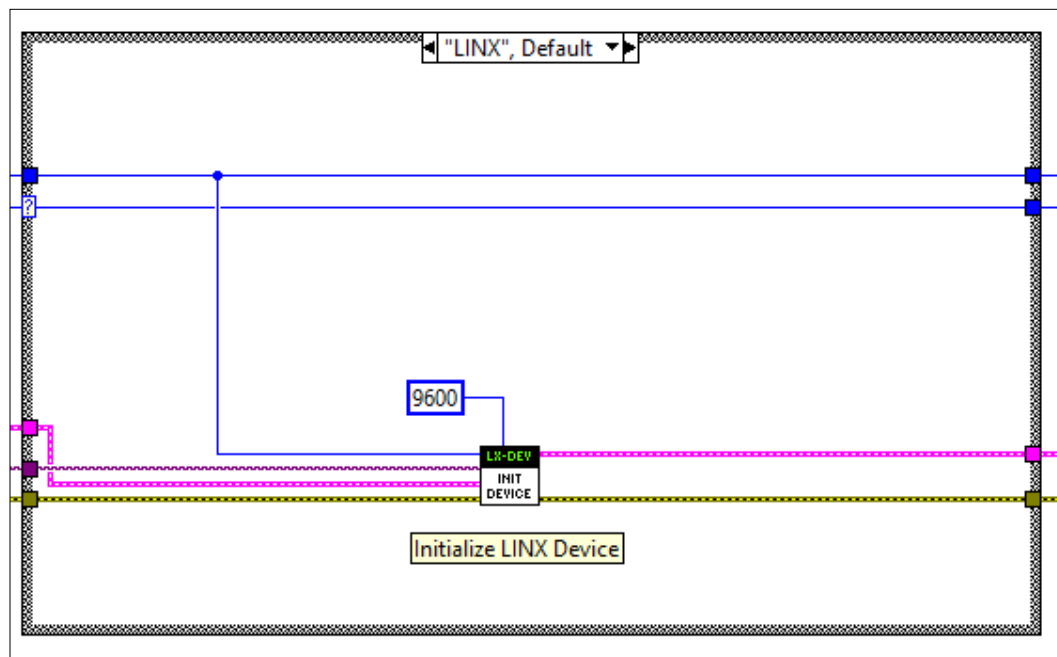 "LINX", Default
?
9600
LX-DEV
INIT
DEVICE
Initialize LINX Device